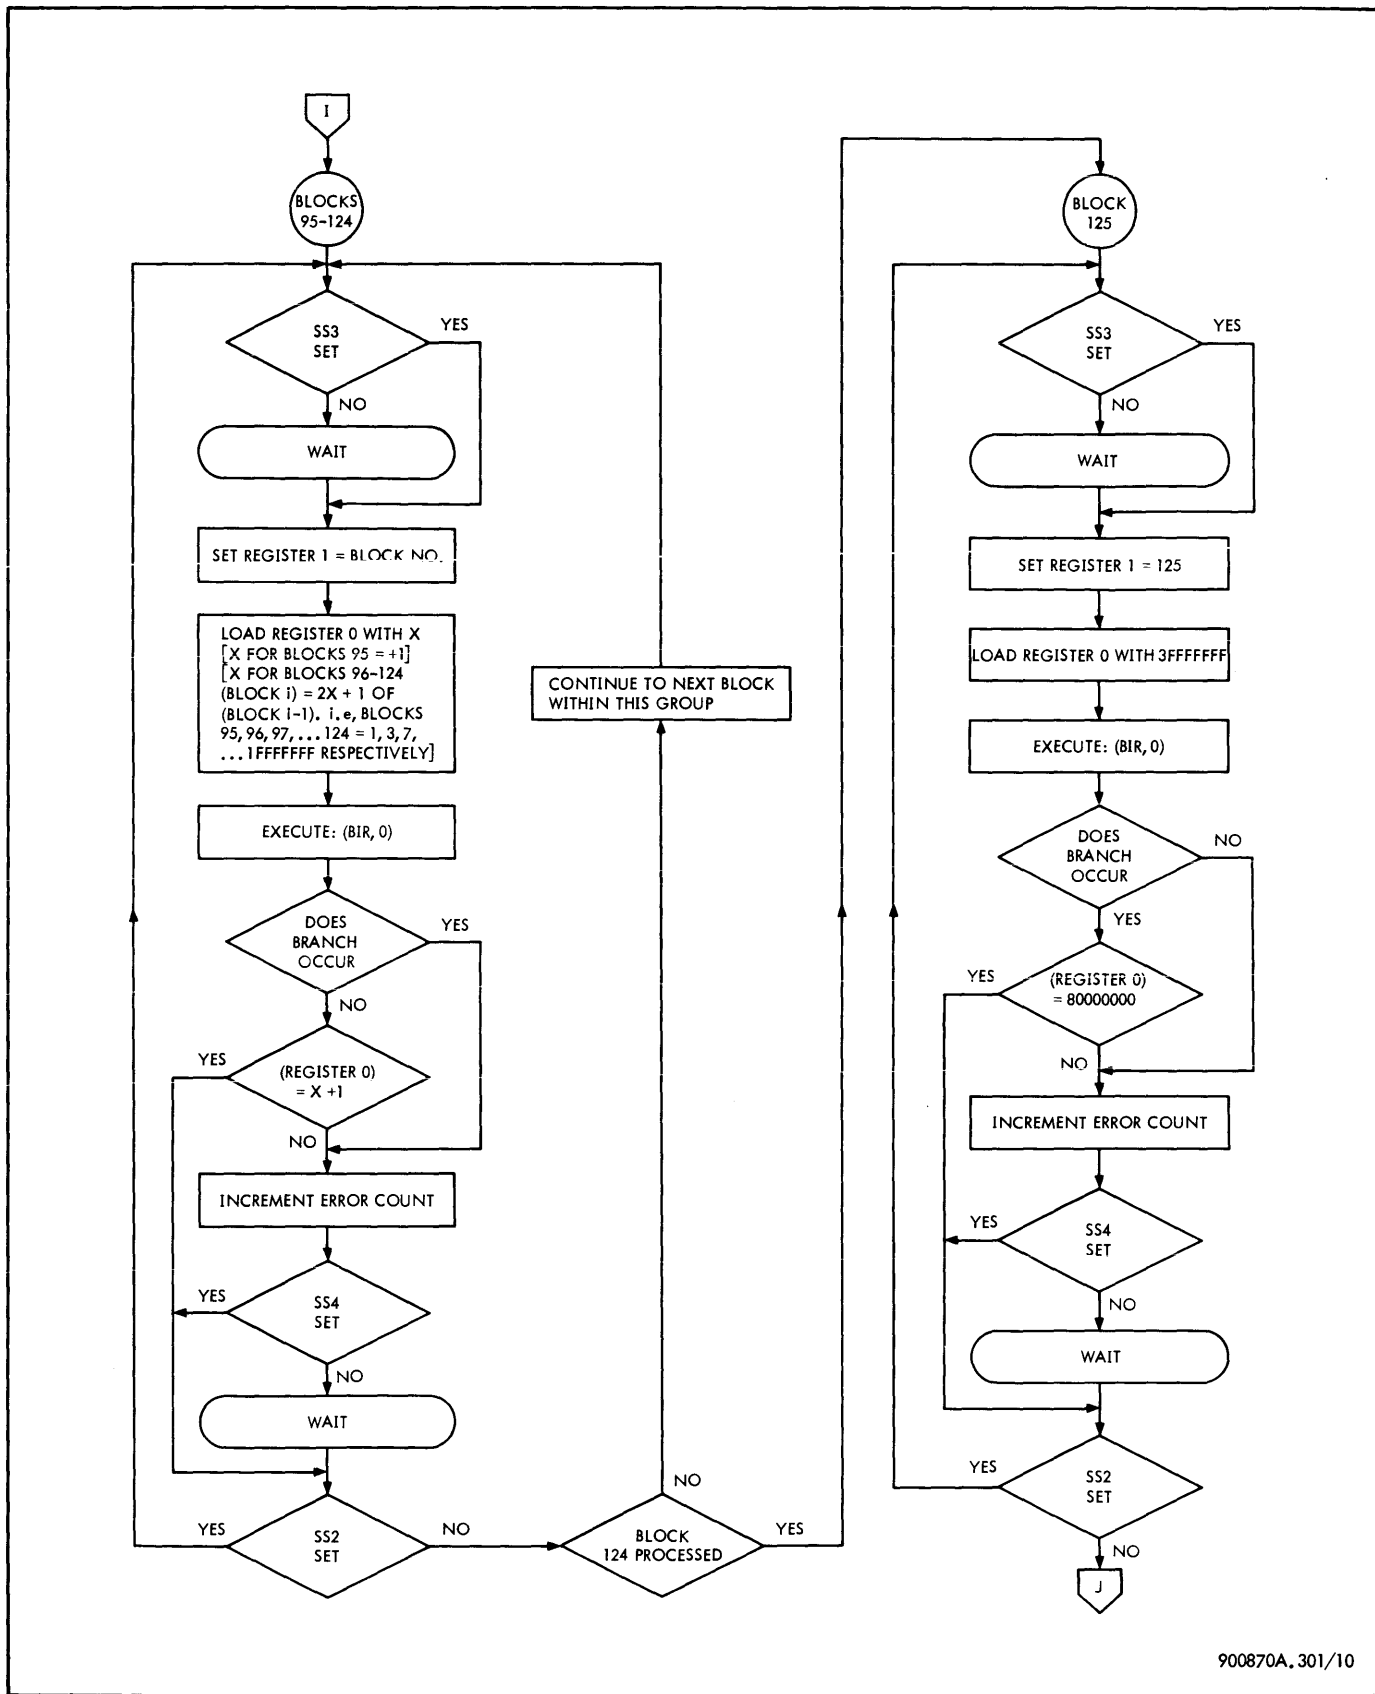 I
BLOCKS
95-124
SS3
SET
YES
NO
WAIT
SET REGISTER 1 = BLOCK NO.
LOAD REGISTER 0 WITH X
[X FOR BLOCKS 95 = +1]
[X FOR BLOCKS 96-124
(BLOCK i) = 2X + 1 OF
(BLOCK i-1). i.e, BLOCKS
95, 96, 97, ... 124 = 1, 3, 7,
...1FFFFFFF RESPECTIVELY]
EXECUTE: (BIR, 0)
DOES
BRANCH
OCCUR
YES
NO
(REGISTER 0)
= X +1
YES
NO
INCREMENT ERROR COUNT
SS4
SET
YES
NO
WAIT
SS2
SET
YES
NO
BLOCK
124 PROCESSED
NO
YES
CONTINUE TO NEXT BLOCK
WITHIN THIS GROUP
BLOCK
125
SS3
SET
YES
NO
WAIT
SET REGISTER 1 = 125
LOAD REGISTER 0 WITH 3FFFFFFF
EXECUTE: (BIR, 0)
DOES
BRANCH
OCCUR
NO
YES
(REGISTER 0)
= 80000000
YES
NO
INCREMENT ERROR COUNT
SS4
SET
YES
NO
WAIT
SS2
SET
YES
NO
J
900870A.301/10